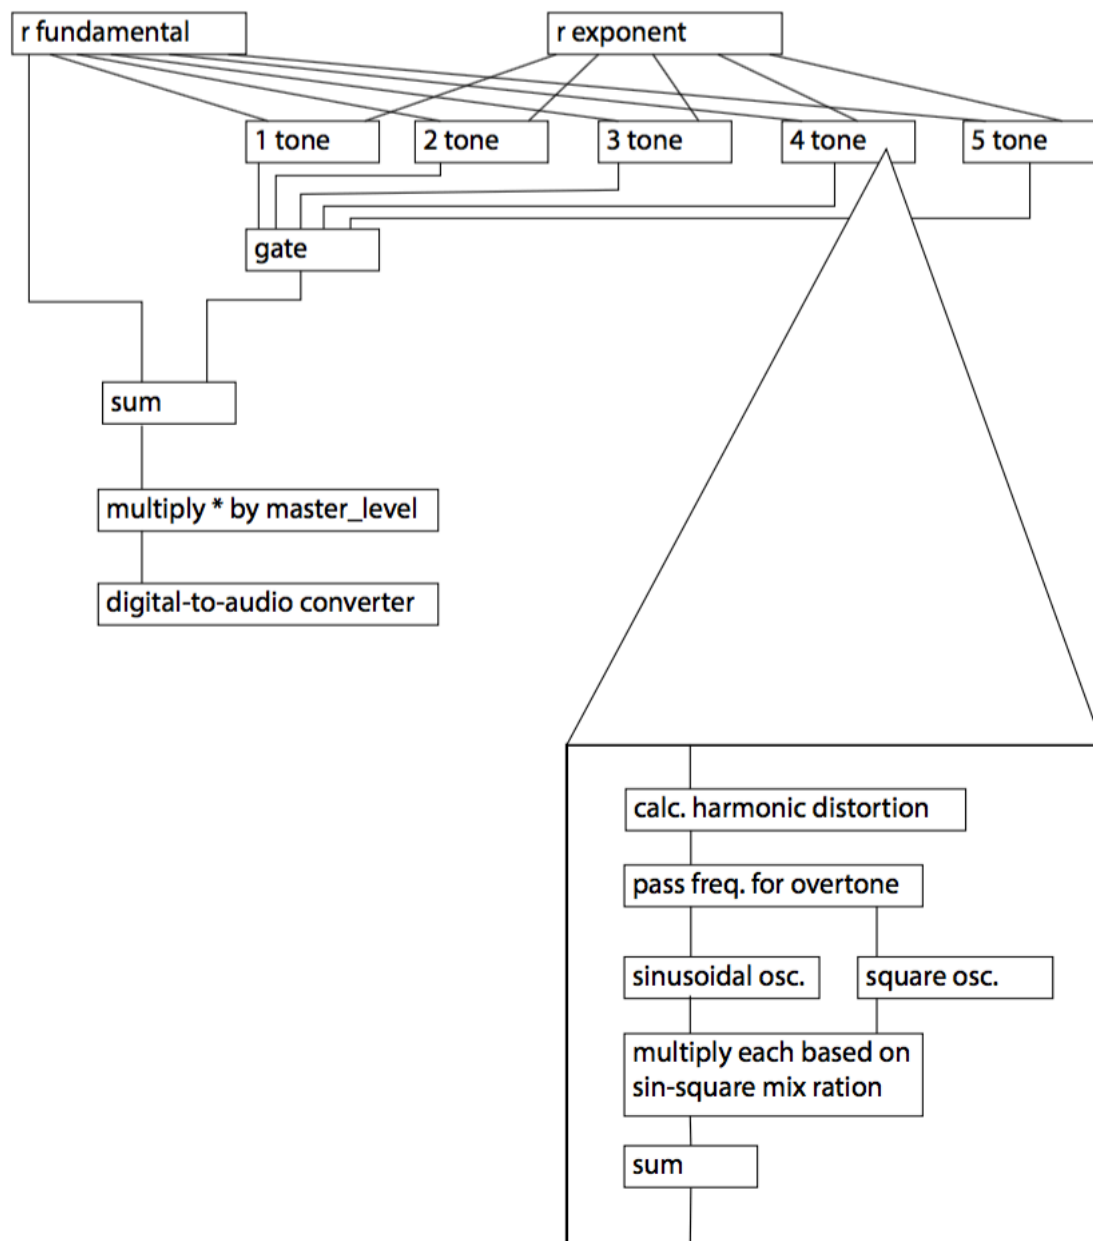 r fundamental
r exponent
1 tone
2 tone
3 tone
4 tone
5 tone
gate
sum
multiply * by master_level
digital-to-audio converter
calc. harmonic distortion
pass freq. for overtone
sinusoidal osc.
square osc.
multiply each based on
sin-square mix ration
sum